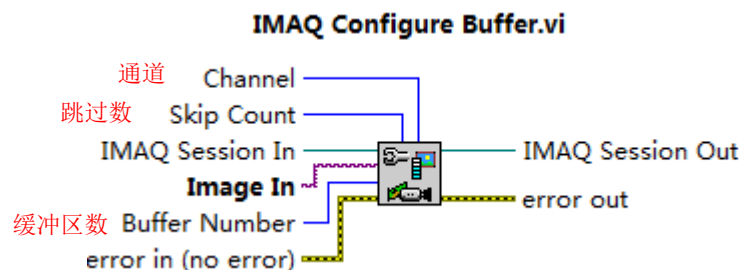 IMAQ Configure Buffer.vi
通道 Channel
跳过数 Skip Count
IMAQ Session In IMAQ Session Out
Image In
error out
缓冲区数 Buffer Number
error in (no error)